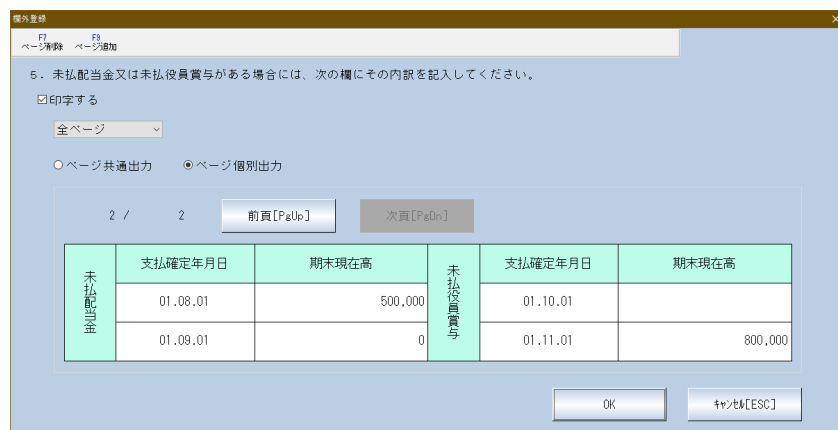 欄外登録
F7 F9
ページ削除 ページ追加
5．未払配当金又は未払役員賞与がある場合には、次の欄にその内訳を記入してください。
印字する
全ページ
ページ共通出力 ページ個別出力
2 / 2 前頁[PgUp] 次頁[PgDn]
未払配当金 支払確定年月日 期末現在高 未払役員賞与 支払確定年月日 期末現在高
01.08.01 500,000 01.10.01
01.09.01 0 01.11.01 800,000
OK ｷｬﾝｾﾙ[ESC]